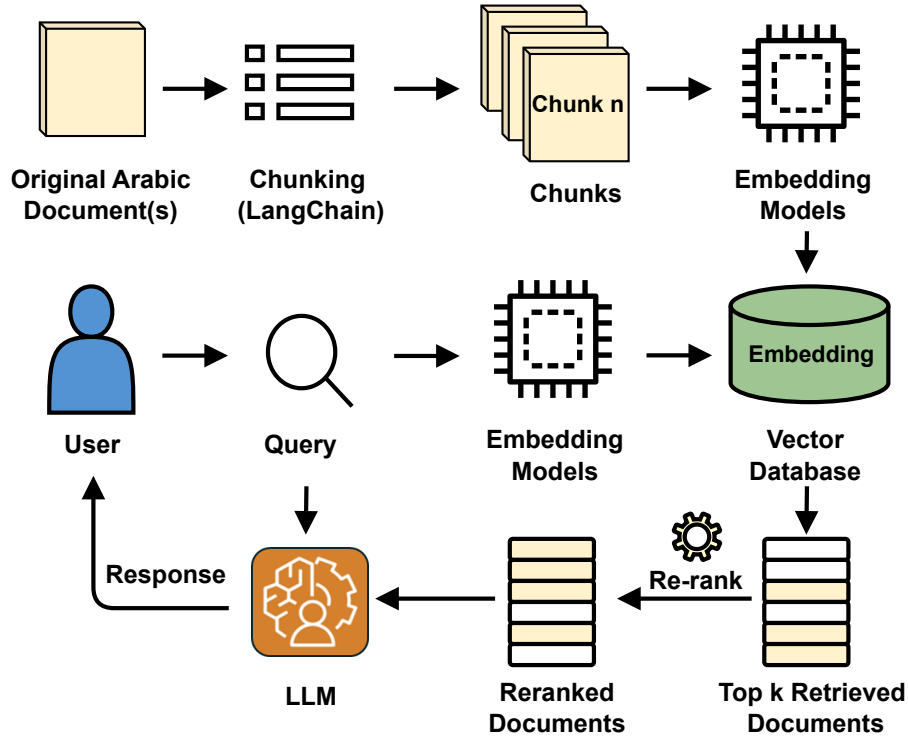 Chunk n
Original Arabic
Document(s)
Chunking
(LangChain)
Chunks
Embedding
Models
Embedding
User
Query
Embedding
Models
Vector
Database
Response
Re-rank
LLM
Reranked
Documents
Top k Retrieved
Documents